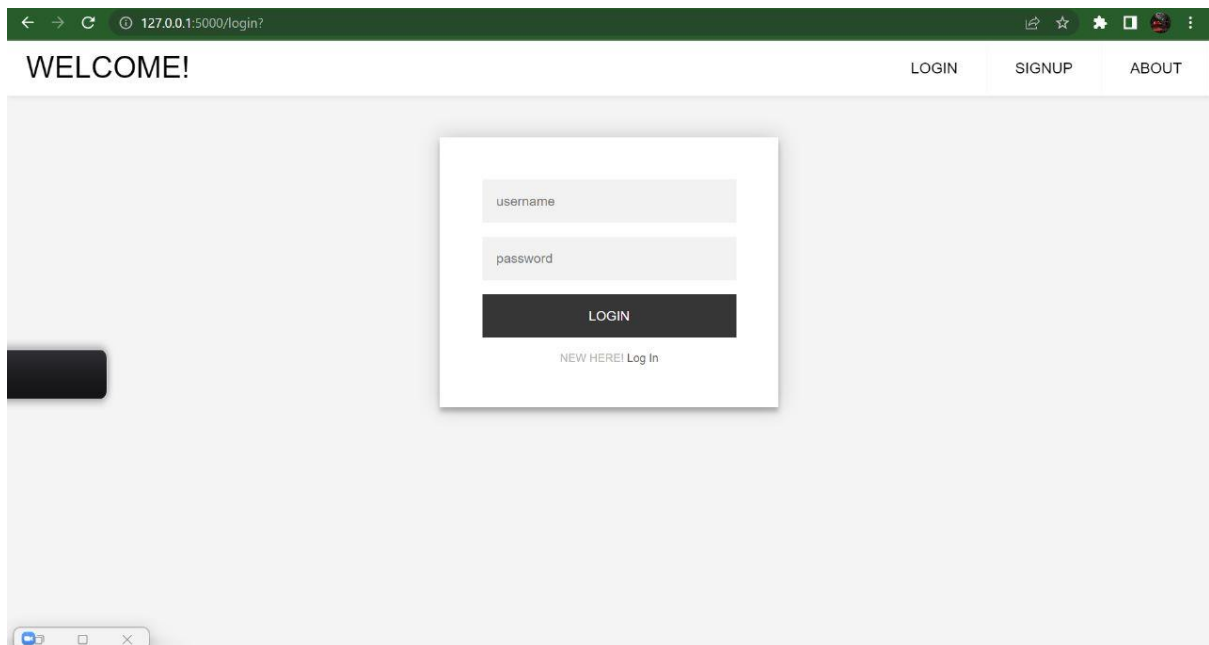 127.0.0.1:5000/login?
WELCOME! LOGIN SIGNUP ABOUT
username
password
LOGIN
NEW HERE! Log In